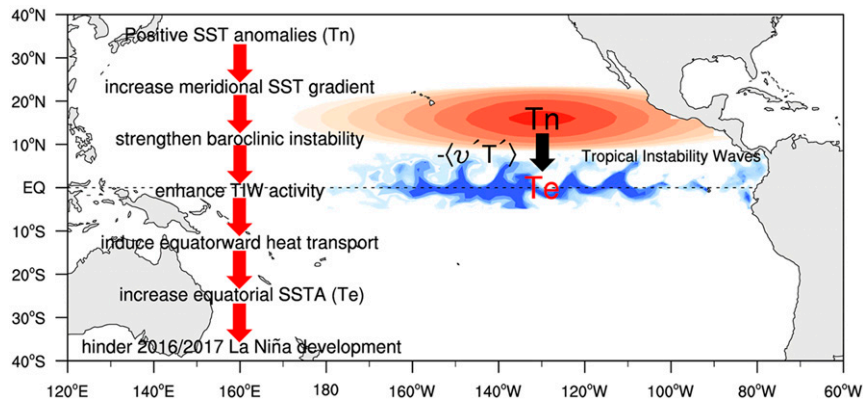 40°N
Positive SST anomalies (Tn)
30°N
increase meridional SST gradient
20°N
Tn
strengthen baroclinic instability
10°N
-⟨υ′T′⟩
Tropical Instability Waves
EQ
enhance TIW activity
Te
10°S
induce equatorward heat transport
20°S
increase equatorial SSTA (Te)
30°S
hinder 2016/2017 La Niña development
40°S
120°E 140°E 160°E 180 160°W 140°W 120°W 100°W 80°W 60°W